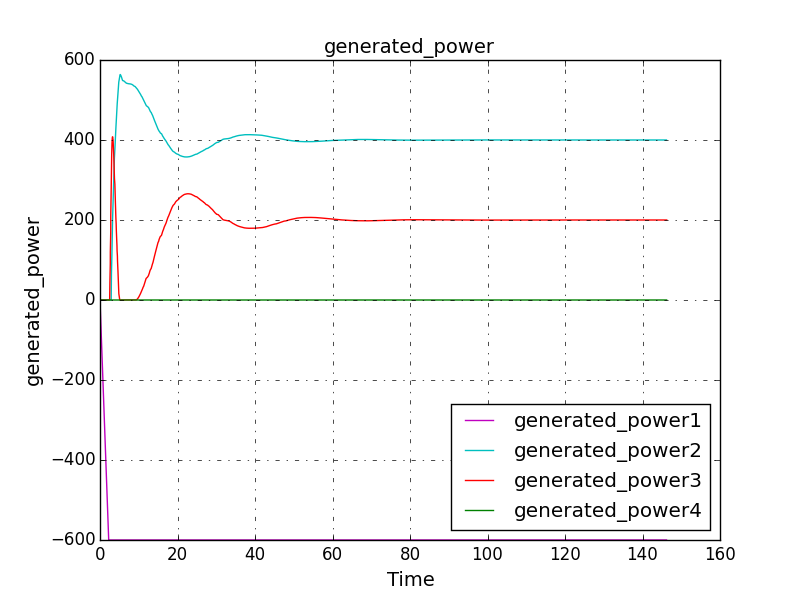 generated_power
600
400
200
0
−200
−400
−600
generated_power
generated_power1
generated_power2
generated_power3
generated_power4
0 20 40 60 80 100 120 140 160
Time